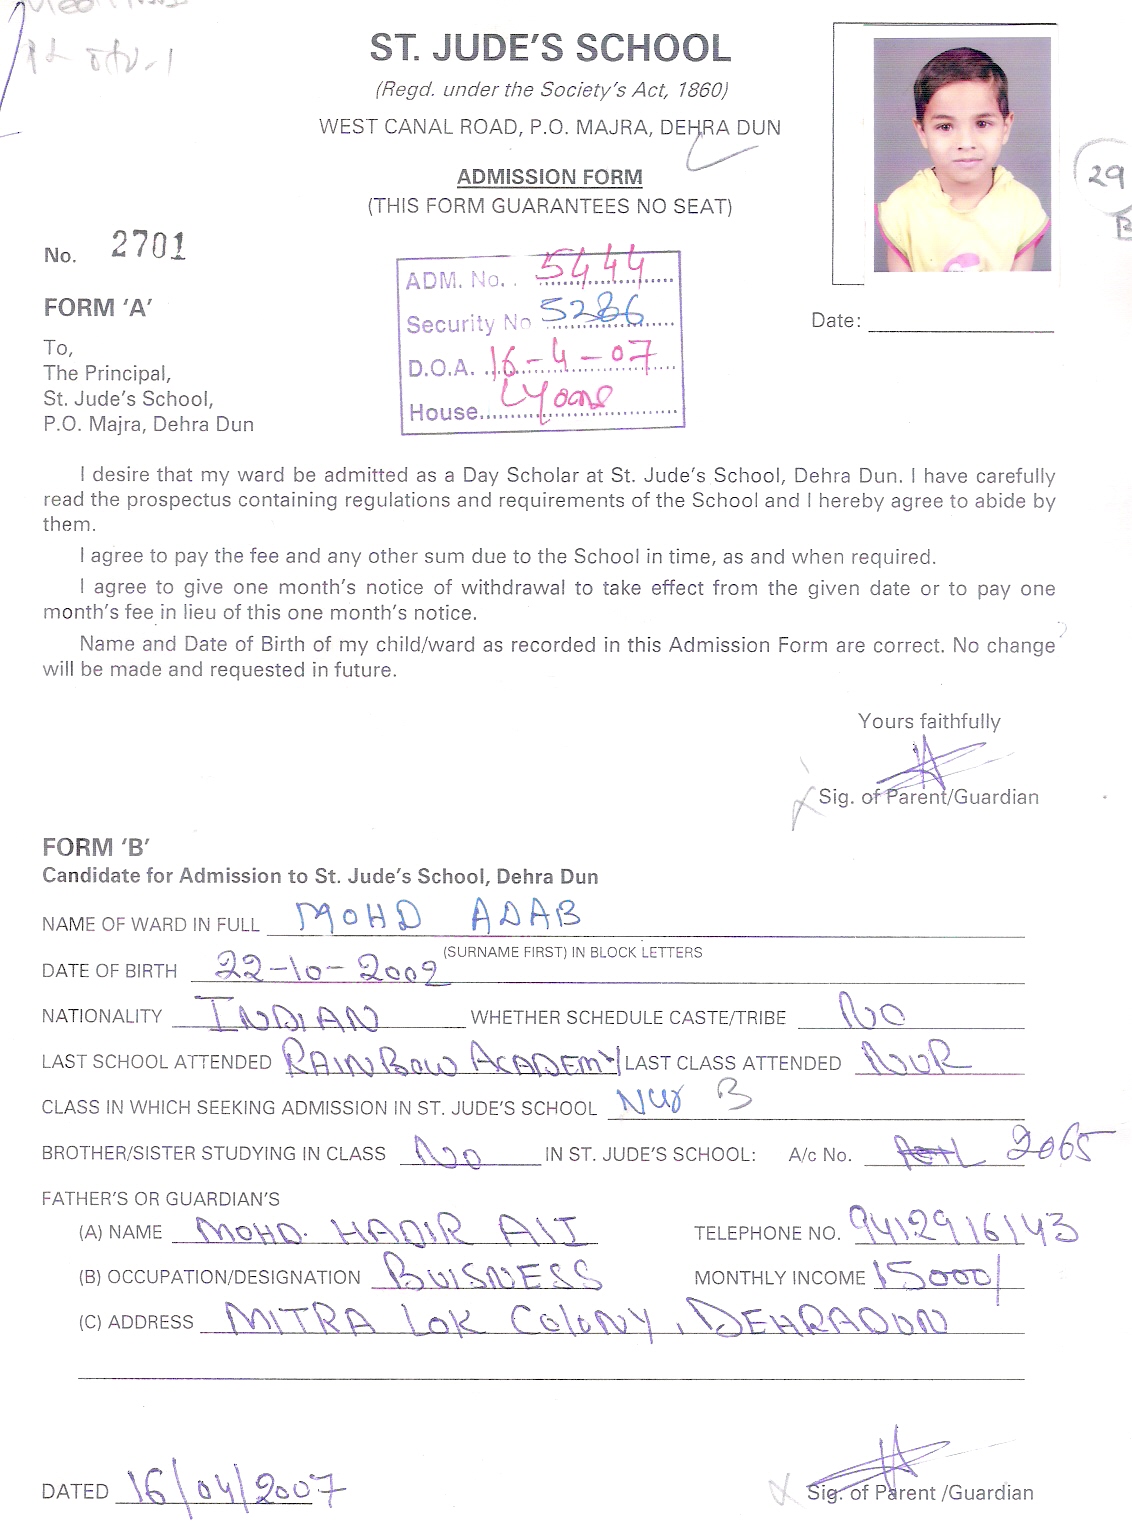 ST. JUDE'S SCHOOL
(Regd. under the Society's Act, 1860)
WEST CANAL ROAD, P.O. MAJRA, DEHRA DUN
ADMISSION FORM
(THIS FORM GUARANTEES NO SEAT)
29
B
No. 2701
ADM. No. 5444
Security No 5286
D.O.A. 16-4-07
House Lyons
FORM 'A'
Date:
To,
The Principal,
St. Jude's School,
P.O. Majra, Dehra Dun
I desire that my ward be admitted as a Day Scholar at St. Jude's School, Dehra Dun. I have carefully
read the prospectus containing regulations and requirements of the School and I hereby agree to abide by
them.
I agree to pay the fee and any other sum due to the School in time, as and when required.
I agree to give one month's notice of withdrawal to take effect from the given date or to pay one
month's fee in lieu of this one month's notice.
Name and Date of Birth of my child/ward as recorded in this Admission Form are correct. No change
will be made and requested in future.
Yours faithfully
Sig. of Parent/Guardian
FORM 'B'
Candidate for Admission to St. Jude's School, Dehra Dun
NAME OF WARD IN FULL MOHD ADAB
(SURNAME FIRST) IN BLOCK LETTERS
DATE OF BIRTH 22-10-2002
NATIONALITY INDIAN WHETHER SCHEDULE CASTE/TRIBE NO
LAST SCHOOL ATTENDED RAINBOW ACADEMY LAST CLASS ATTENDED NUR
CLASS IN WHICH SEEKING ADMISSION IN ST. JUDE'S SCHOOL Nur B
BROTHER/SISTER STUDYING IN CLASS No IN ST. JUDE'S SCHOOL: A/c No. 2065
FATHER'S OR GUARDIAN'S
(A) NAME MOHD. HADIR ALI TELEPHONE NO. 9412916143
(B) OCCUPATION/DESIGNATION BUISNESS MONTHLY INCOME 15000/
(C) ADDRESS MITRA LOK COLONY, DEHRADUN
DATED 16/04/2007
Sig. of Parent /Guardian